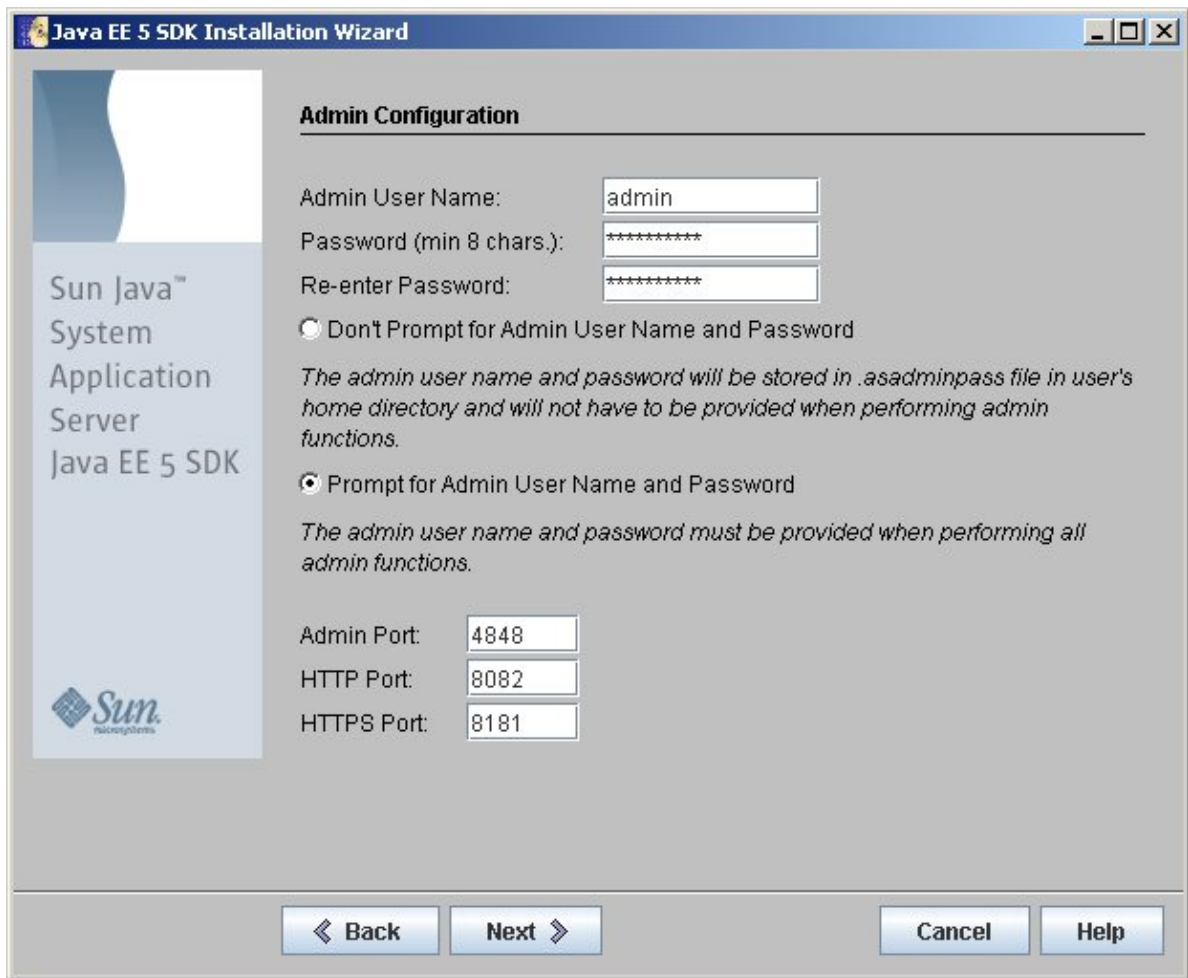 Java EE 5 SDK Installation Wizard
Sun Java™
System
Application
Server
Java EE 5 SDK
Sun
microsystems
Admin Configuration
Admin User Name: admin
Password (min 8 chars.): **********
Re-enter Password: **********
Don't Prompt for Admin User Name and Password
The admin user name and password will be stored in .asadminpass file in user's
home directory and will not have to be provided when performing admin
functions.
Prompt for Admin User Name and Password
The admin user name and password must be provided when performing all
admin functions.
Admin Port: 4848
HTTP Port: 8082
HTTPS Port: 8181
Back Next Cancel Help